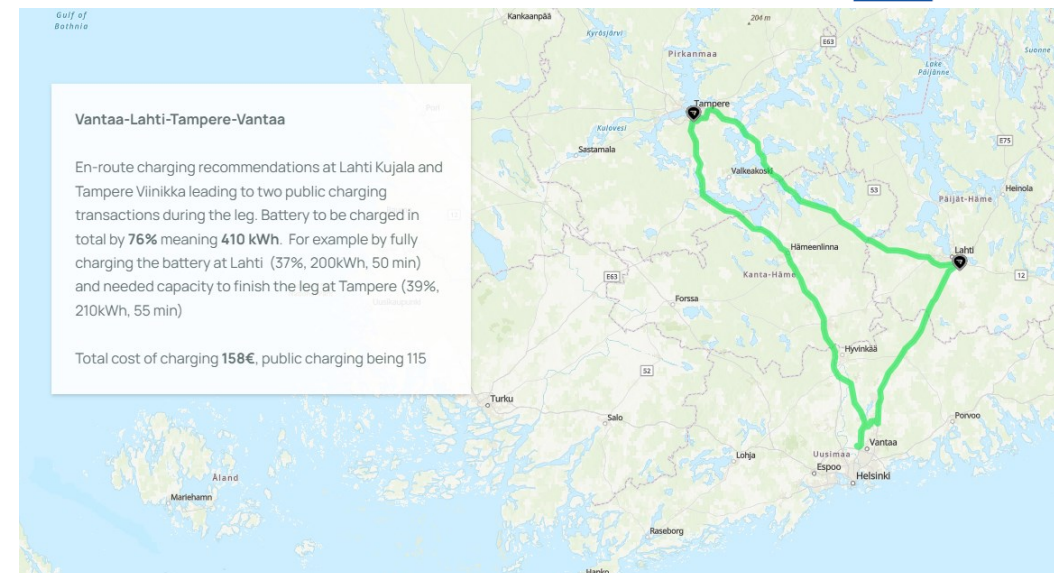 Vantaa-Lahti-Tampere-Vantaa
En-route charging recommendations at Lahti Kujala and
Tampere Viinikka leading to two public charging
transactions during the leg. Battery to be charged in
total by 76% meaning 410 kWh. For example by fully
charging the battery at Lahti (37%, 200kWh, 50 min)
and needed capacity to finish the leg at Tampere (39%,
210kWh, 55 min)
Total cost of charging 158€, public charging being 115
Gulf of
Bothnia
Kankaanpää
Kyrösjärvi
204 m
E63
Pirkanmaa
Lake
Päijänne
Tampere
Pori
Kulovesi
Sastamala
Valkeakoski
E75
53
Heinola
Päijät-Häme
Hämeenlinna
Lahti
Kanta-Häme
E63
12
Forssa
Hyvinkää
52
Turku
Salo
Porvoo
Vantaa
Lohja
Uusimaa
Espoo
Helsinki
Åland
Mariehamn
Raseborg
Hanko